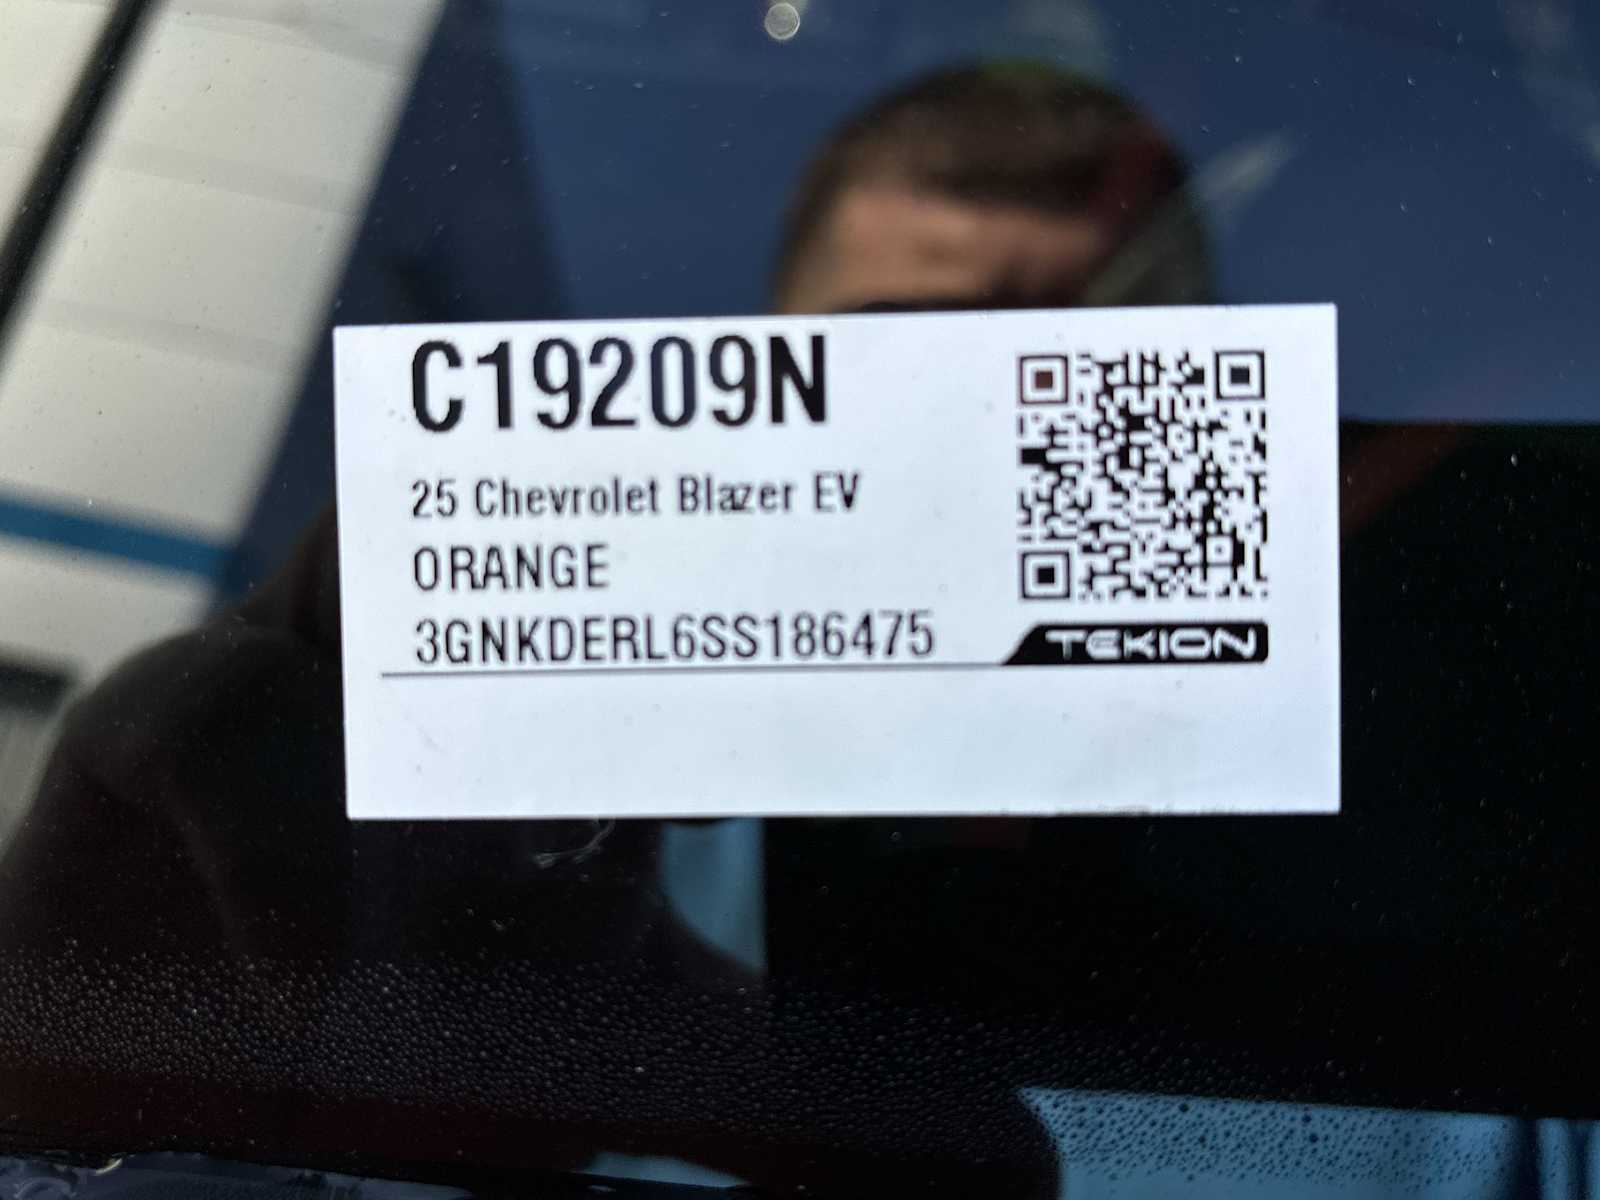 C19209N
25 Chevrolet Blazer EV
ORANGE
3GNKDERL6SS186475
TEKION